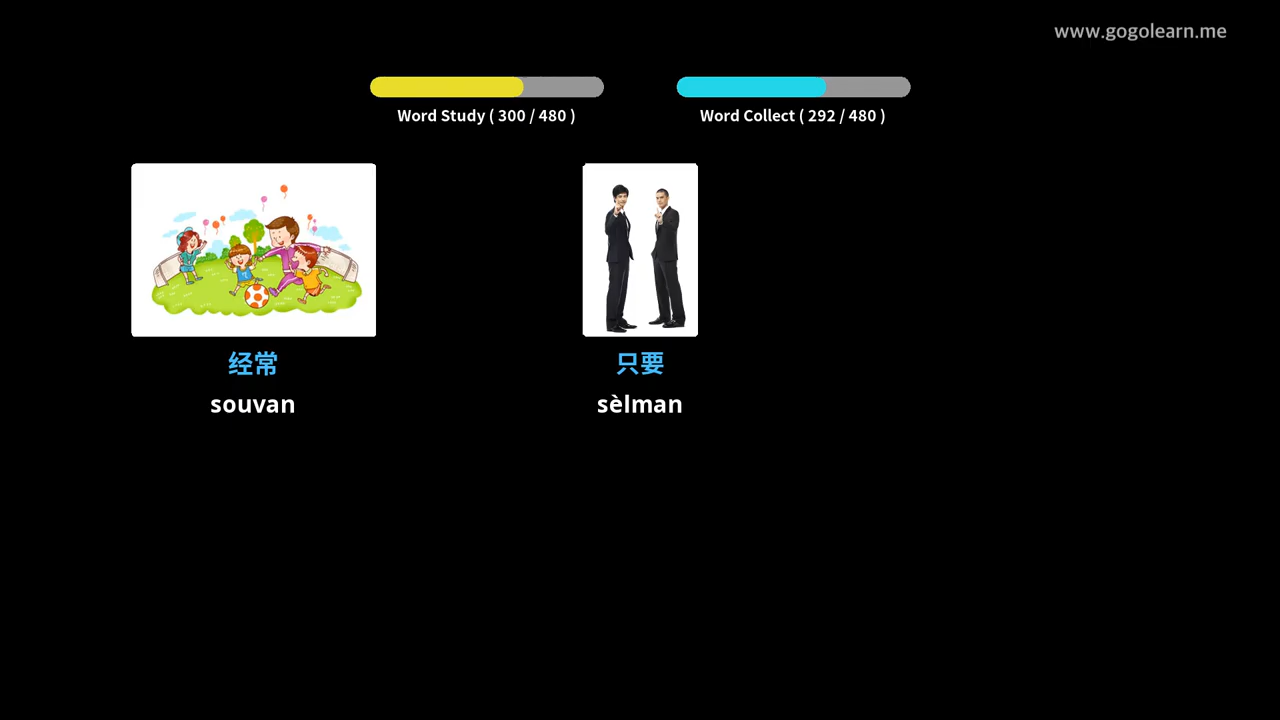 www.gogolearn.me
Word Study ( 300 / 480 )
Word Collect ( 292 / 480 )
经常
souvan
只要
sèlman